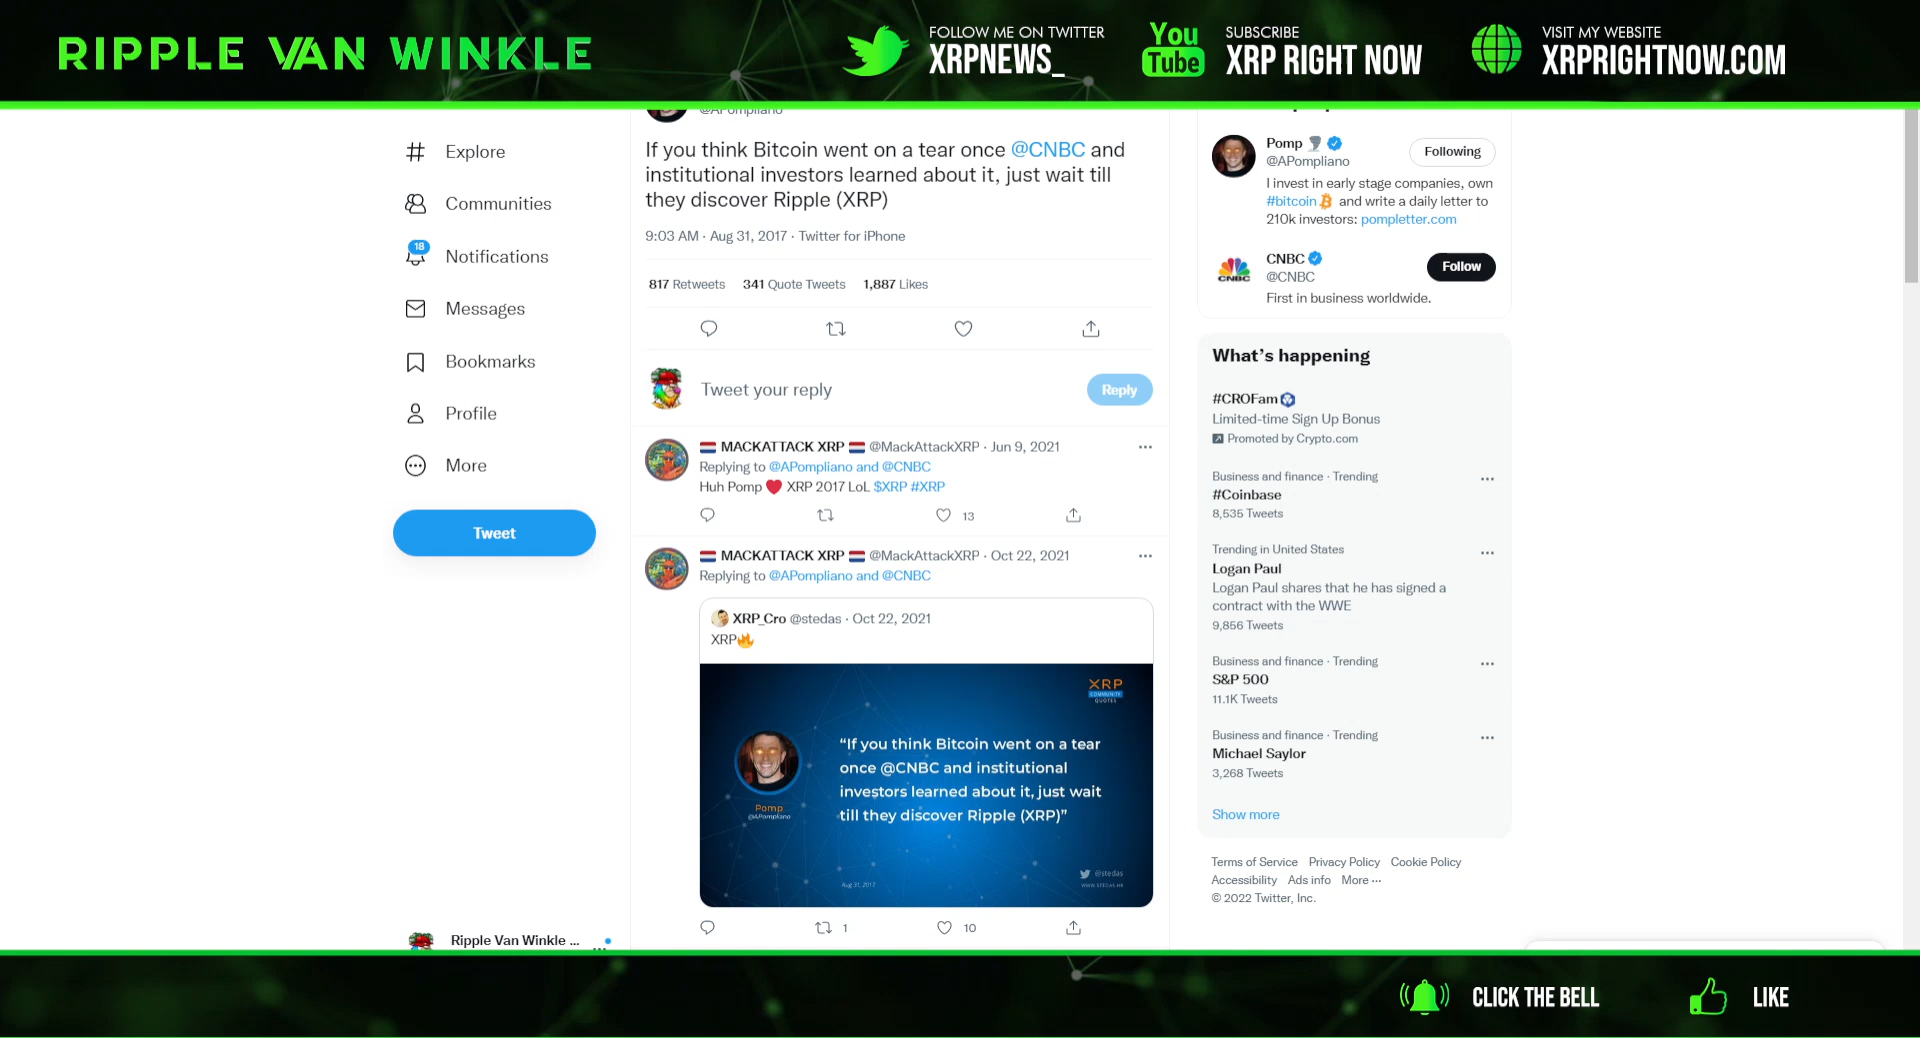 RIPPLE VAN WINKLE
FOLLOW ME ON TWITTER
XRPNEWS_
You
Tube
SUBSCRIBE
XRP RIGHT NOW
VISIT MY WEBSITE
XRPRIGHTNOW.COM
Explore
Communities
18
Notifications
Messages
Bookmarks
Profile
More
Tweet
Ripple Van Winkle ...
@APompliano
If you think Bitcoin went on a tear once @CNBC and
institutional investors learned about it, just wait till
they discover Ripple (XRP)
9:03 AM · Aug 31, 2017 · Twitter for iPhone
817 Retweets 341 Quote Tweets 1,887 Likes
Tweet your reply
Reply
MACKATTACK XRP @MackAttackXRP · Jun 9, 2021
Replying to @APompliano and @CNBC
Huh Pomp XRP 2017 LoL $XRP #XRP
13
MACKATTACK XRP @MackAttackXRP · Oct 22, 2021
Replying to @APompliano and @CNBC
XRP_Cro @stedas · Oct 22, 2021
XRP
XRP
COMMUNITY
QUOTES
“If you think Bitcoin went on a tear
once @CNBC and institutional
investors learned about it, just wait
till they discover Ripple (XRP)”
Pomp
@APompliano
Aug 31, 2017
@stedas
WWW.STEDAS.HR
1
10
Pomp
@APompliano
Following
I invest in early stage companies, own
#bitcoin and write a daily letter to
210k investors: pompletter.com
CNBC
@CNBC
Follow
First in business worldwide.
What’s happening
#CROFam
Limited-time Sign Up Bonus
Promoted by Crypto.com
Business and finance · Trending
#Coinbase
8,535 Tweets
Trending in United States
Logan Paul
Logan Paul shares that he has signed a
contract with the WWE
9,856 Tweets
Business and finance · Trending
S&P 500
11.1K Tweets
Business and finance · Trending
Michael Saylor
3,268 Tweets
Show more
Terms of Service Privacy Policy Cookie Policy
Accessibility Ads info More ···
© 2022 Twitter, Inc.
CLICK THE BELL
LIKE